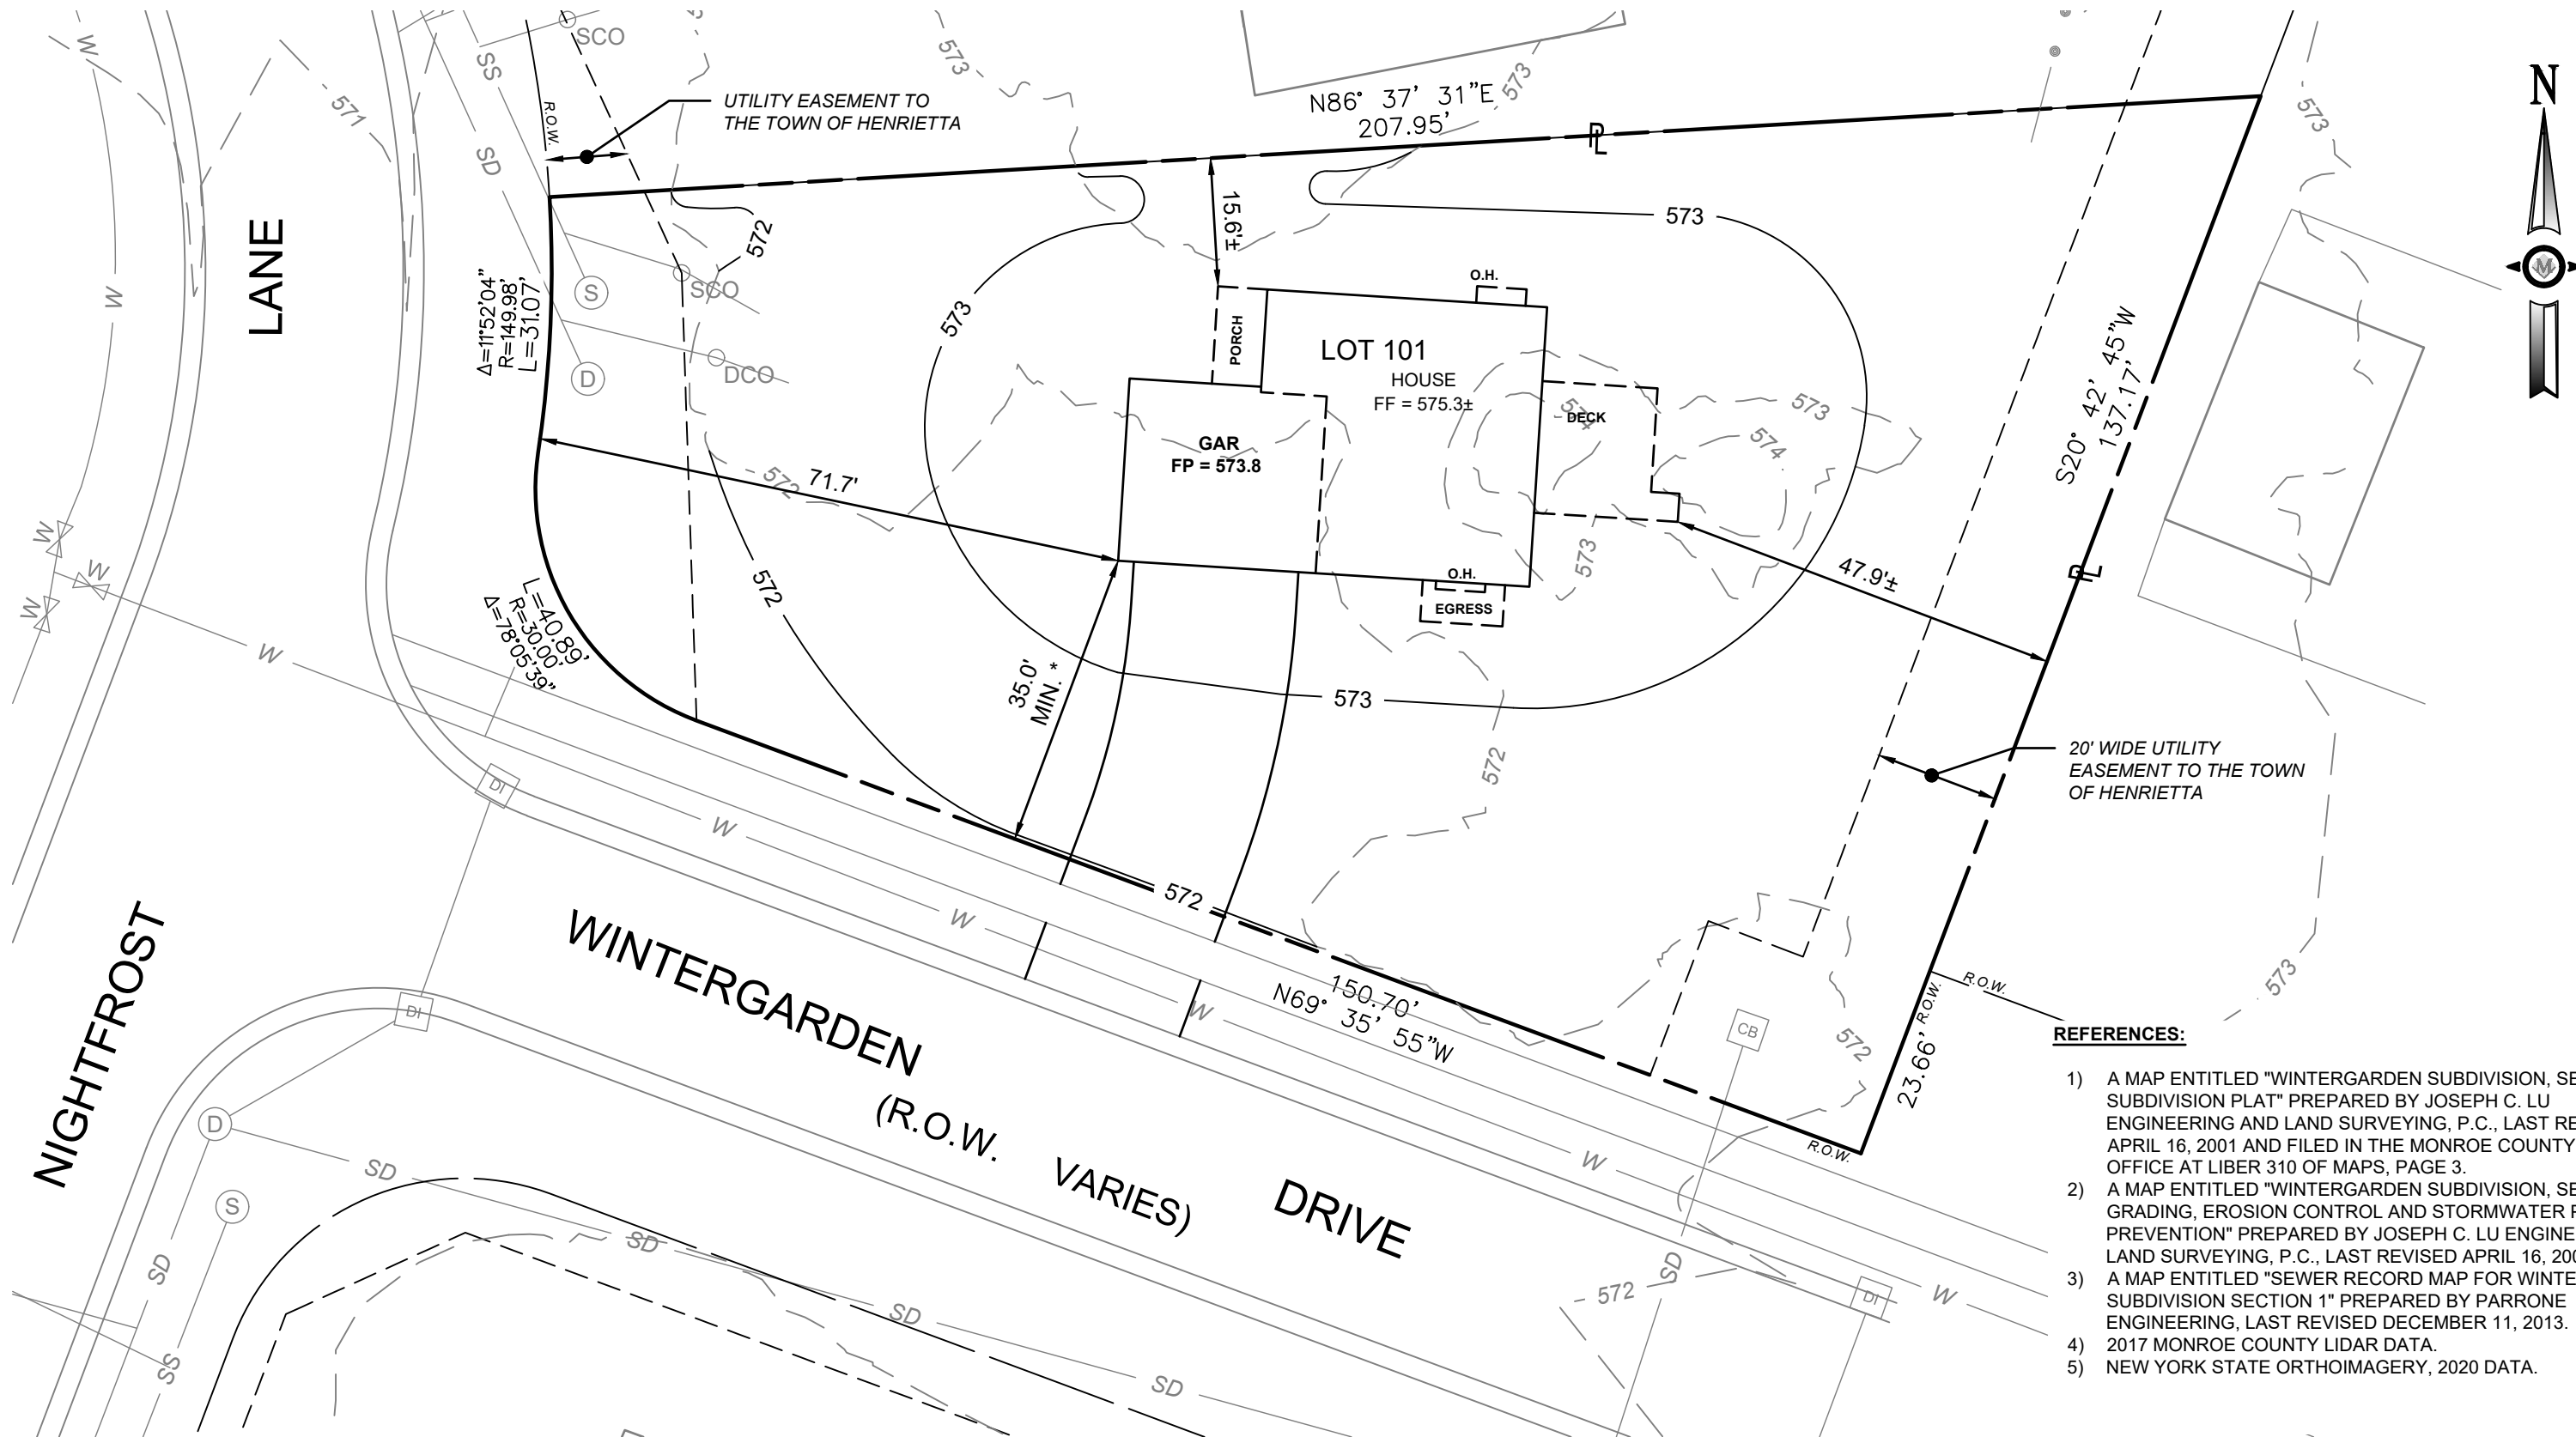 N
M
UTILITY EASEMENT TO
THE TOWN OF HENRIETTA
N86° 37' 31"E
207.95'
PL
R.O.W.
SCO
SS
SD
W
571
573
573
573
LANE
572
15.6'±
573
573
S
SCO
D
DCO
Δ=11°52'04"
R=149.98'
L=31.07'
O.H.
PORCH
LOT 101
HOUSE
FF = 575.3±
GAR
FP = 573.8
DECK
574
574
573
573
S20° 42' 45"W
137.17'
PL
W
71.7'
572
572
47.9'±
O.H.
EGRESS
L=40.89'
R=30.00'
Δ=78°05'39"
W
W
W
W
35.0'
MIN. *
573
572
20' WIDE UTILITY
EASEMENT TO THE TOWN
OF HENRIETTA
DI
W
W
572
W
150.70'
N69° 35' 55"W
CB
572
573
23.66'
R.O.W.
R.O.W.
R.O.W.
NIGHTFROST
WINTERGARDEN
(R.O.W. VARIES)
DRIVE
DI
D
S
SD
SD
SD
SD
SD
SS
SD
572
W
W
DI
REFERENCES:
1) A MAP ENTITLED "WINTERGARDEN SUBDIVISION, SE
SUBDIVISION PLAT" PREPARED BY JOSEPH C. LU
ENGINEERING AND LAND SURVEYING, P.C., LAST RE
APRIL 16, 2001 AND FILED IN THE MONROE COUNTY
OFFICE AT LIBER 310 OF MAPS, PAGE 3.
2) A MAP ENTITLED "WINTERGARDEN SUBDIVISION, SE
GRADING, EROSION CONTROL AND STORMWATER P
PREVENTION" PREPARED BY JOSEPH C. LU ENGINE
LAND SURVEYING, P.C., LAST REVISED APRIL 16, 200
3) A MAP ENTITLED "SEWER RECORD MAP FOR WINTE
SUBDIVISION SECTION 1" PREPARED BY PARRONE
ENGINEERING, LAST REVISED DECEMBER 11, 2013.
4) 2017 MONROE COUNTY LIDAR DATA.
5) NEW YORK STATE ORTHOIMAGERY, 2020 DATA.